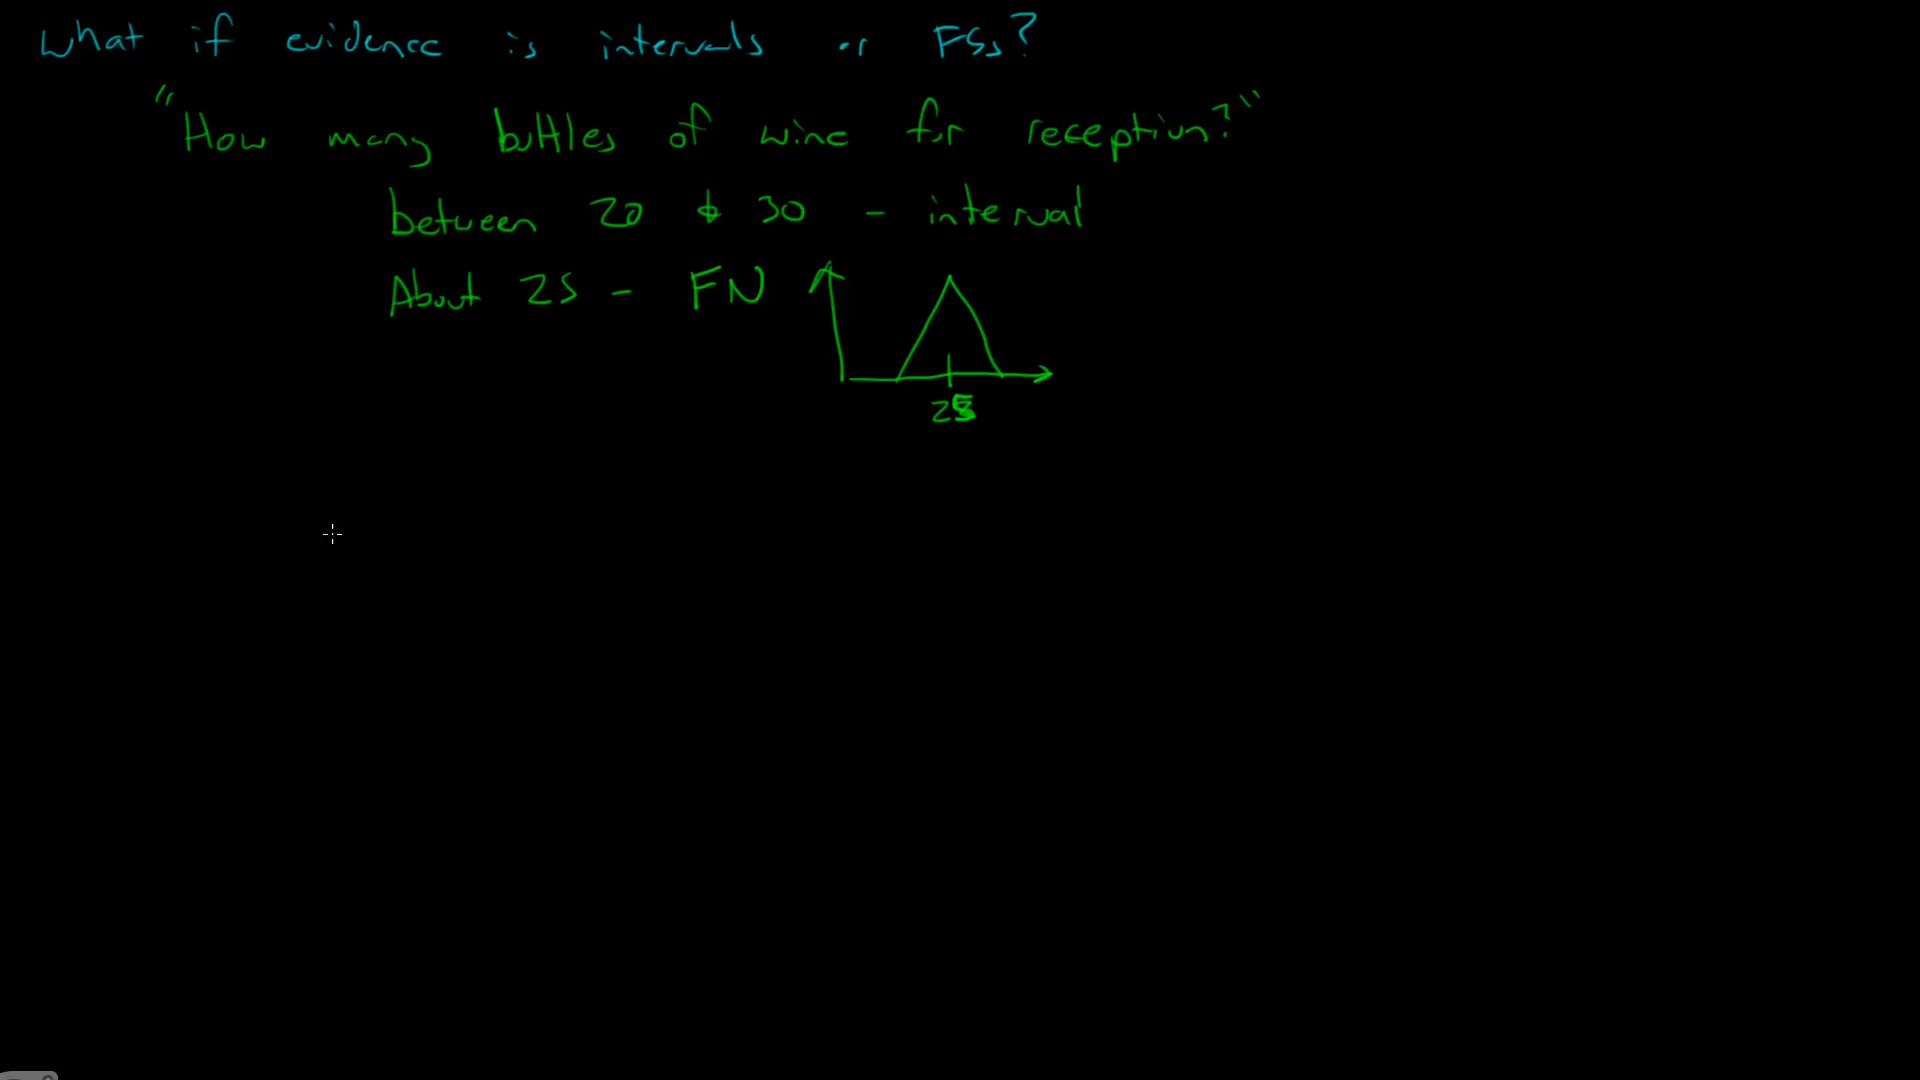 What if evidence is intervals or FSs?
"How many bottles of wine for reception?"
between 20 & 30 - interval
About 25 - FN
25